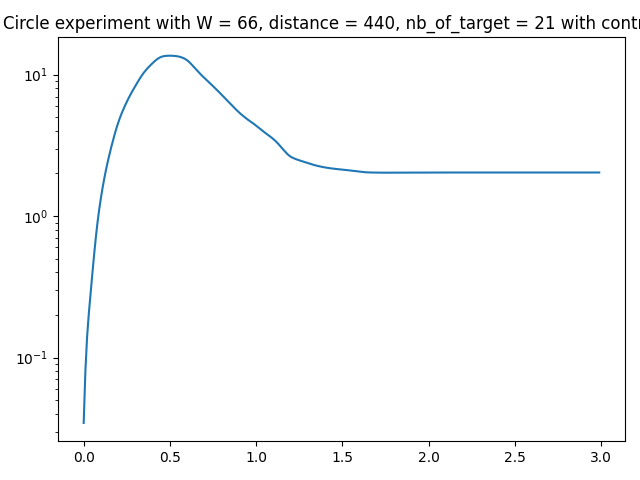 Circle experiment with W = 66, distance = 440, nb_of_target = 21 with contr
10¹
10⁰
10⁻¹
0.0 0.5 1.0 1.5 2.0 2.5 3.0